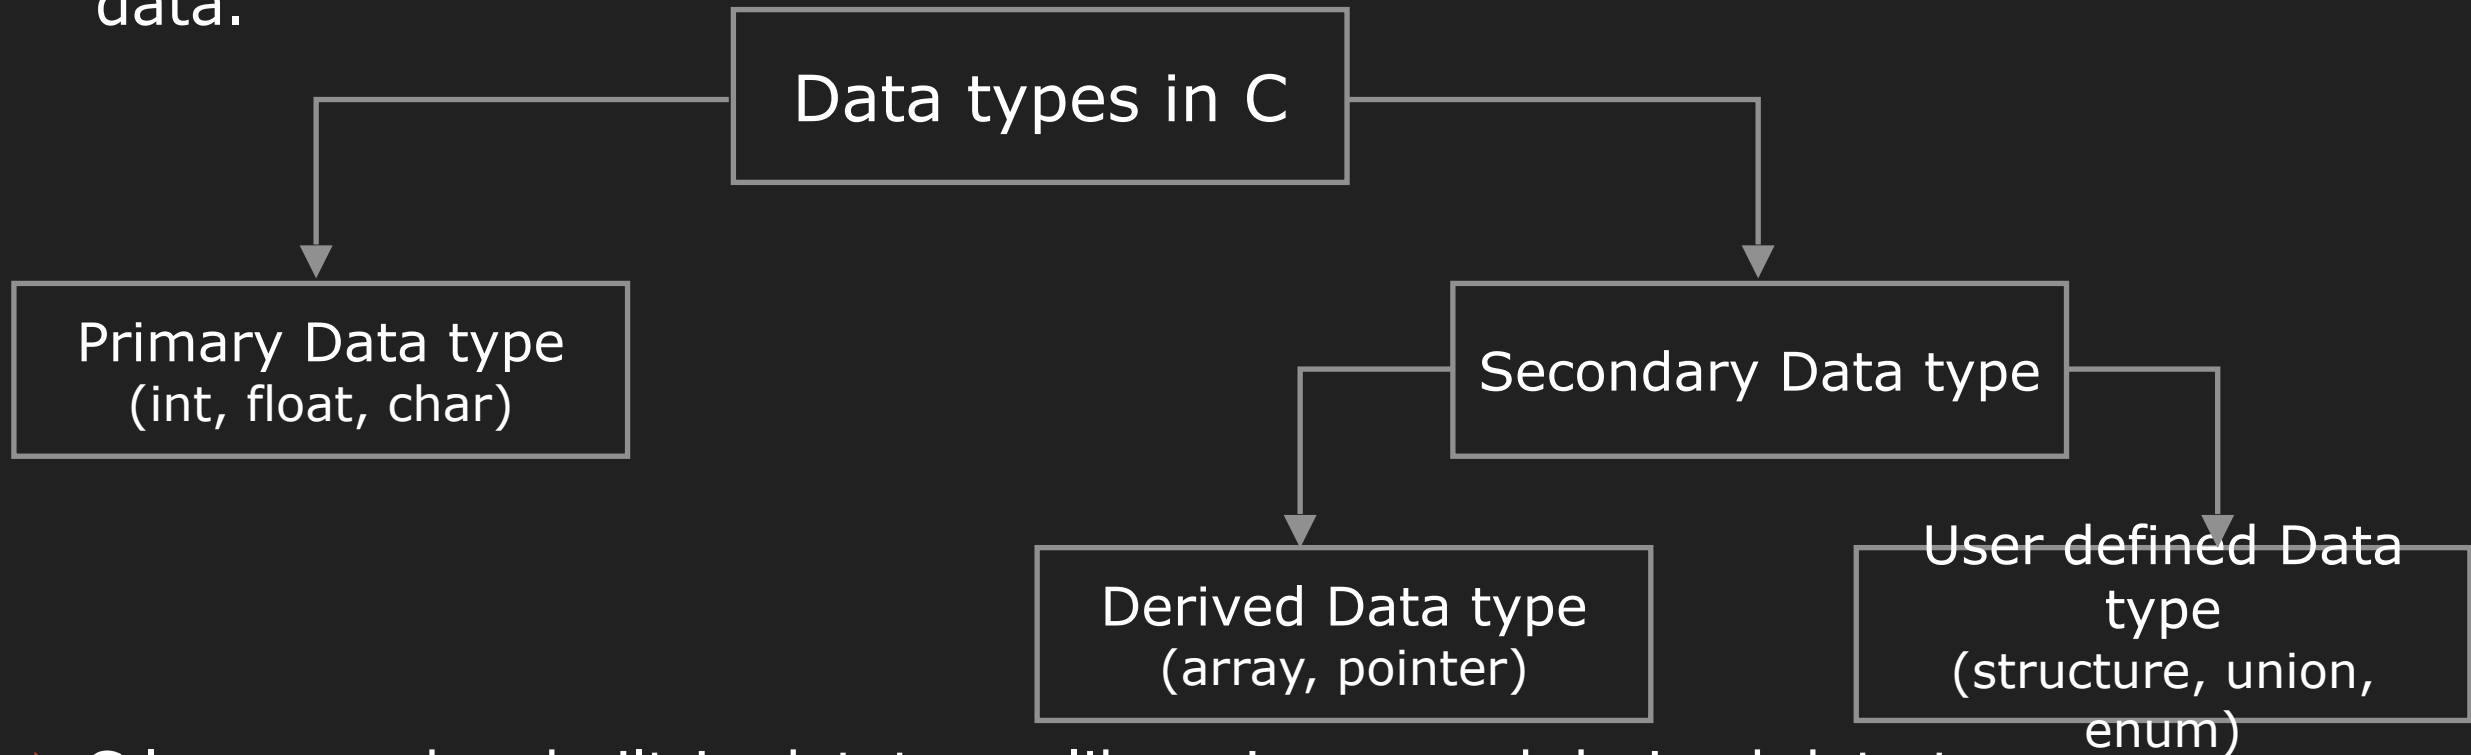 data.
Data types in C
Primary Data type
(int, float, char)
Secondary Data type
Derived Data type
(array, pointer)
User defined Data
type
(structure, union,
enum)